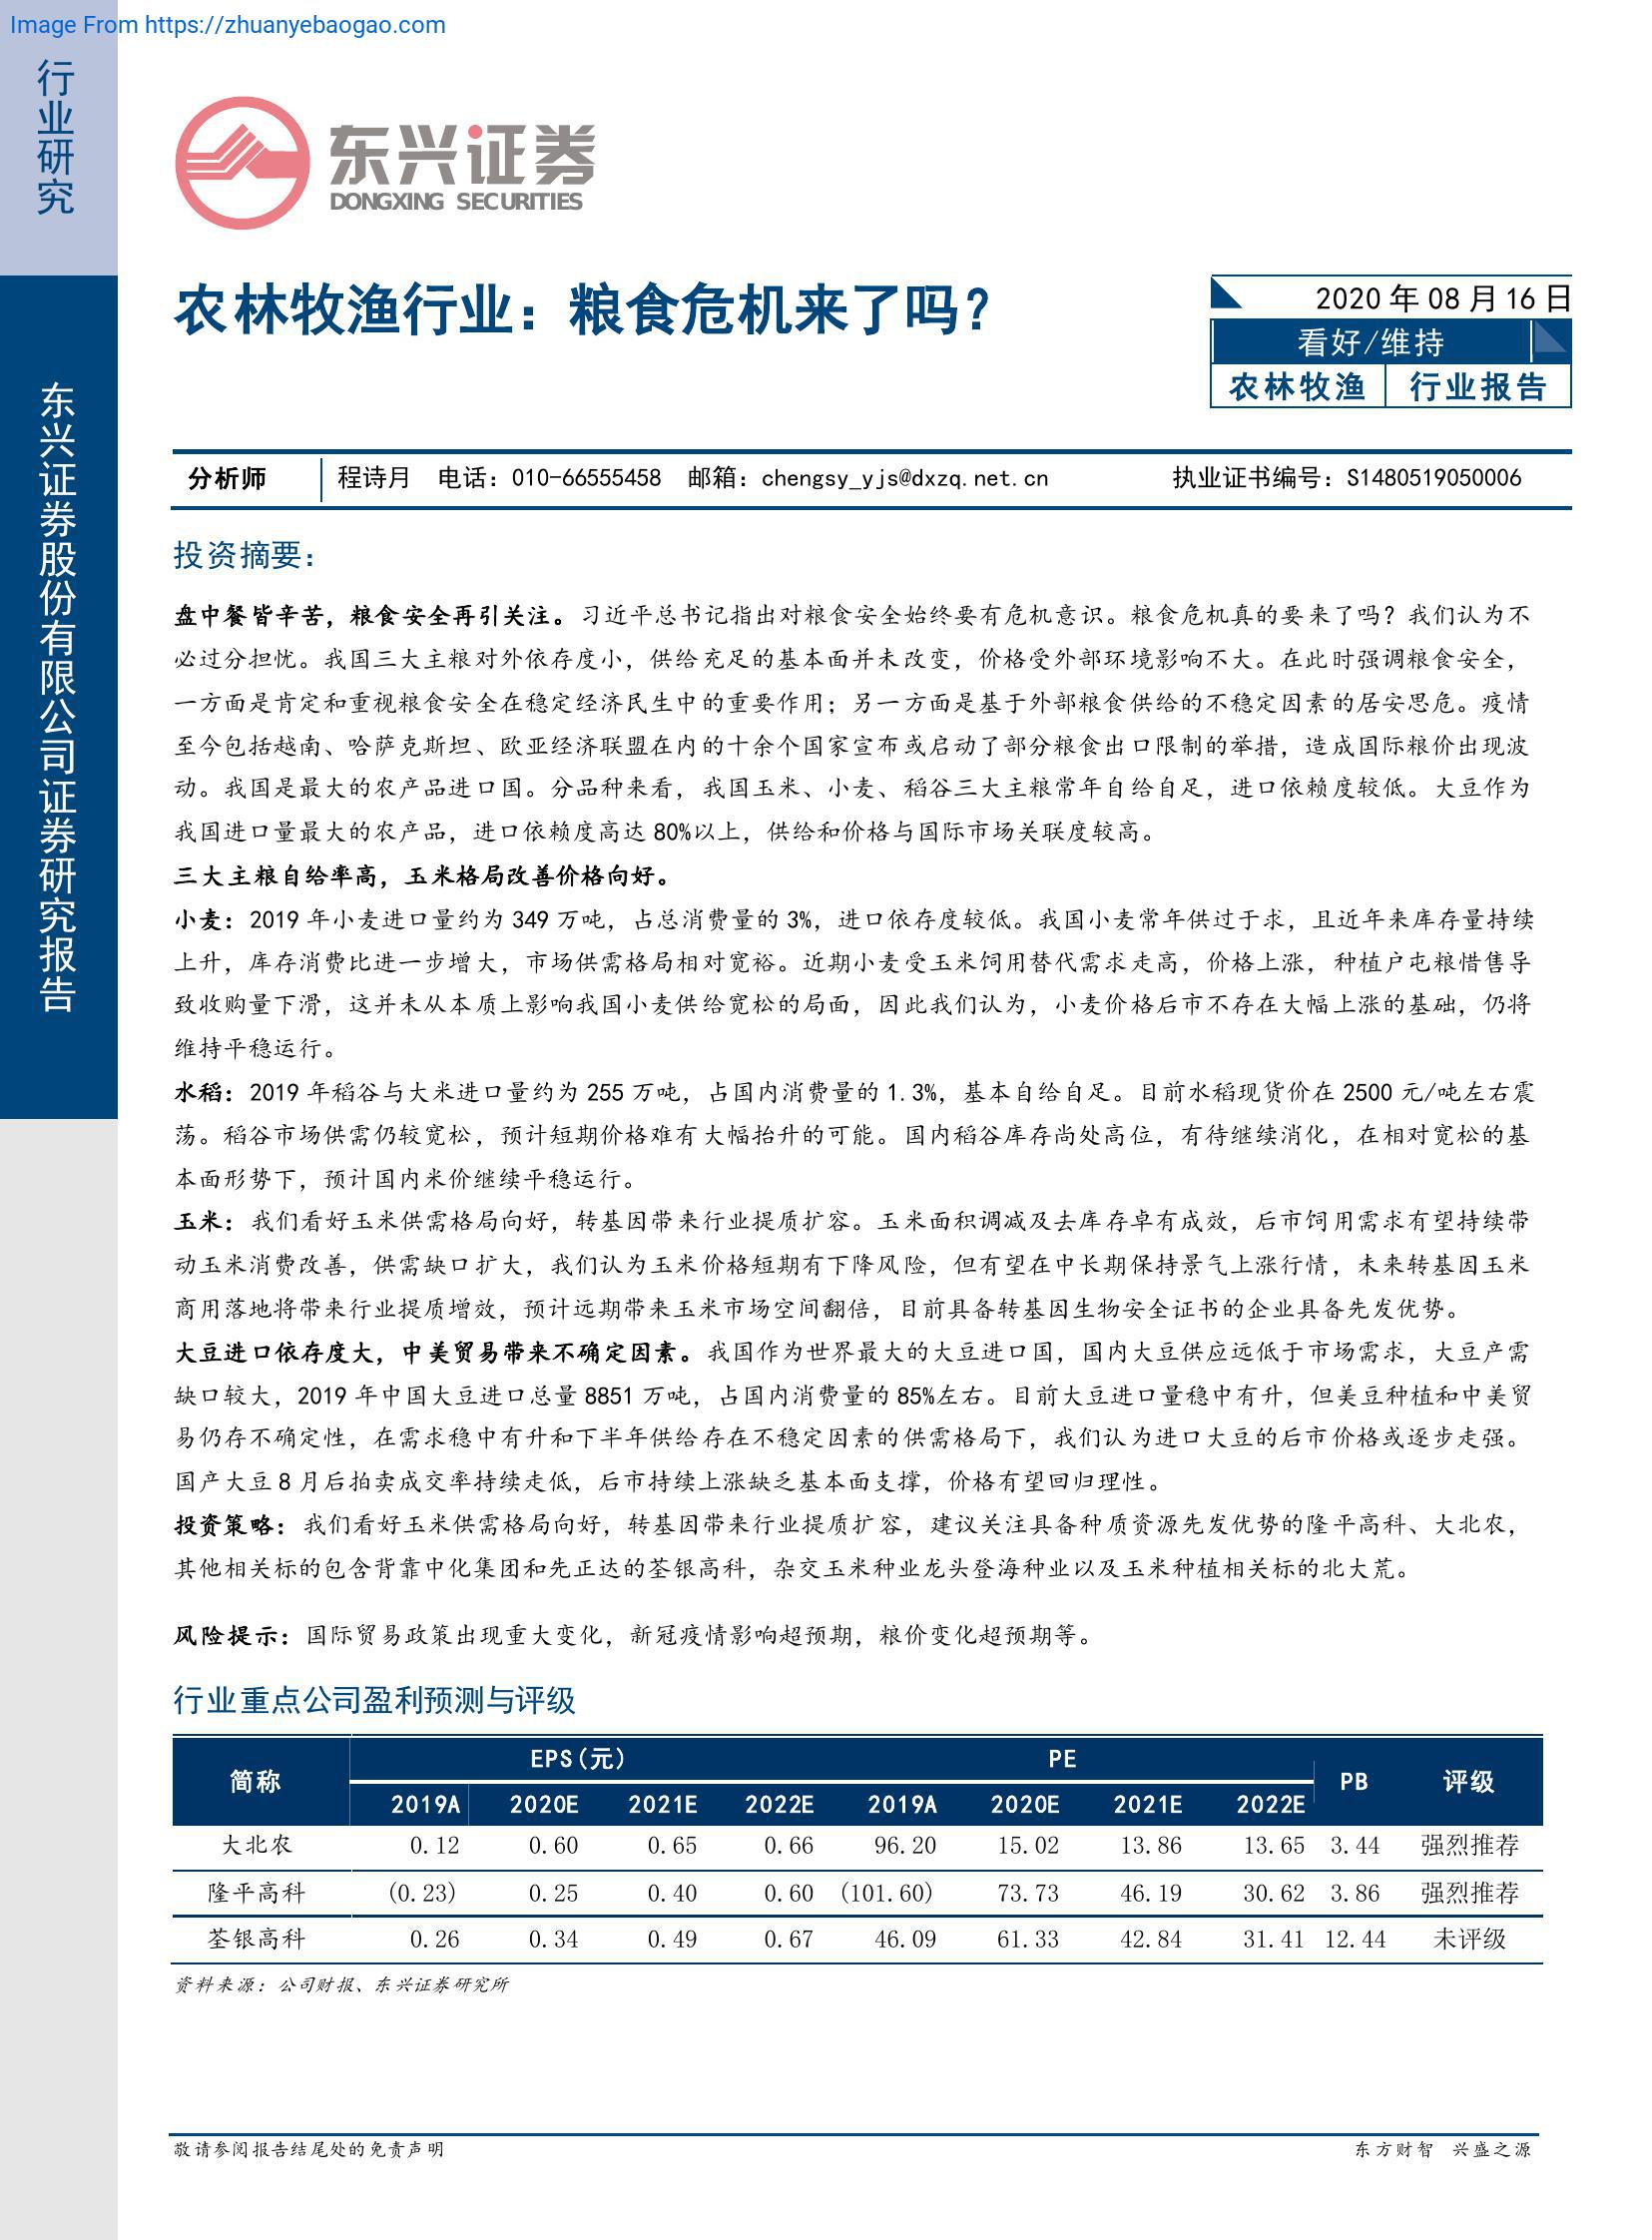 Image From https://zhuanyebaogao.com
行业研究
东兴证券股份有限公司证券研究报告
东兴证券
DONGXING SECURITIES
农林牧渔行业：粮食危机来了吗？
2020 年 08 月 16 日
看好/维持
农林牧渔 行业报告
分析师 程诗月 电话：010-66555458 邮箱：chengsy_yjs@dxzq.net.cn 执业证书编号：S1480519050006
投资摘要：
盘中餐皆辛苦，粮食安全再引关注。习近平总书记指出对粮食安全始终要有危机意识。粮食危机真的要来了吗？我们认为不
必过分担忧。我国三大主粮对外依存度小，供给充足的基本面并未改变，价格受外部环境影响不大。在此时强调粮食安全，
一方面是肯定和重视粮食安全在稳定经济民生中的重要作用；另一方面是基于外部粮食供给的不稳定因素的居安思危。疫情
至今包括越南、哈萨克斯坦、欧亚经济联盟在内的十余个国家宣布或启动了部分粮食出口限制的举措，造成国际粮价出现波
动。我国是最大的农产品进口国。分品种来看，我国玉米、小麦、稻谷三大主粮常年自给自足，进口依赖度较低。大豆作为
我国进口量最大的农产品，进口依赖度高达 80%以上，供给和价格与国际市场关联度较高。
三大主粮自给率高，玉米格局改善价格向好。
小麦：2019 年小麦进口量约为 349 万吨，占总消费量的 3%，进口依存度较低。我国小麦常年供过于求，且近年来库存量持续
上升，库存消费比进一步增大，市场供需格局相对宽裕。近期小麦受玉米饲用替代需求走高，价格上涨，种植户屯粮惜售导
致收购量下滑，这并未从本质上影响我国小麦供给宽松的局面，因此我们认为，小麦价格后市不存在大幅上涨的基础，仍将
维持平稳运行。
水稻：2019 年稻谷与大米进口量约为 255 万吨，占国内消费量的 1.3%，基本自给自足。目前水稻现货价在 2500 元/吨左右震
荡。稻谷市场供需仍较宽松，预计短期价格难有大幅抬升的可能。国内稻谷库存尚处高位，有待继续消化，在相对宽松的基
本面形势下，预计国内米价继续平稳运行。
玉米：我们看好玉米供需格局向好，转基因带来行业提质扩容。玉米面积调减及去库存卓有成效，后市饲用需求有望持续带
动玉米消费改善，供需缺口扩大，我们认为玉米价格短期有下降风险，但有望在中长期保持景气上涨行情，未来转基因玉米
商用落地将带来行业提质增效，预计远期带来玉米市场空间翻倍，目前具备转基因生物安全证书的企业具备先发优势。
大豆进口依存度大，中美贸易带来不确定因素。我国作为世界最大的大豆进口国，国内大豆供应远低于市场需求，大豆产需
缺口较大，2019 年中国大豆进口总量 8851 万吨，占国内消费量的 85%左右。目前大豆进口量稳中有升，但美豆种植和中美贸
易仍存不确定性，在需求稳中有升和下半年供给存在不稳定因素的供需格局下，我们认为进口大豆的后市价格或逐步走强。
国产大豆 8 月后拍卖成交率持续走低，后市持续上涨缺乏基本面支撑，价格有望回归理性。
投资策略：我们看好玉米供需格局向好，转基因带来行业提质扩容，建议关注具备种质资源先发优势的隆平高科、大北农，
其他相关标的包含背靠中化集团和先正达的荃银高科，杂交玉米种业龙头登海种业以及玉米种植相关标的北大荒。
风险提示：国际贸易政策出现重大变化，新冠疫情影响超预期，粮价变化超预期等。
行业重点公司盈利预测与评级
简称 EPS(元) PE PB 评级
2019A 2020E 2021E 2022E 2019A 2020E 2021E 2022E
大北农 0.12 0.60 0.65 0.66 96.20 15.02 13.86 13.65 3.44 强烈推荐
隆平高科 (0.23) 0.25 0.40 0.60 (101.60) 73.73 46.19 30.62 3.86 强烈推荐
荃银高科 0.26 0.34 0.49 0.67 46.09 61.33 42.84 31.41 12.44 未评级
资料来源：公司财报、东兴证券研究所
敬请参阅报告结尾处的免责声明 东方财智 兴盛之源